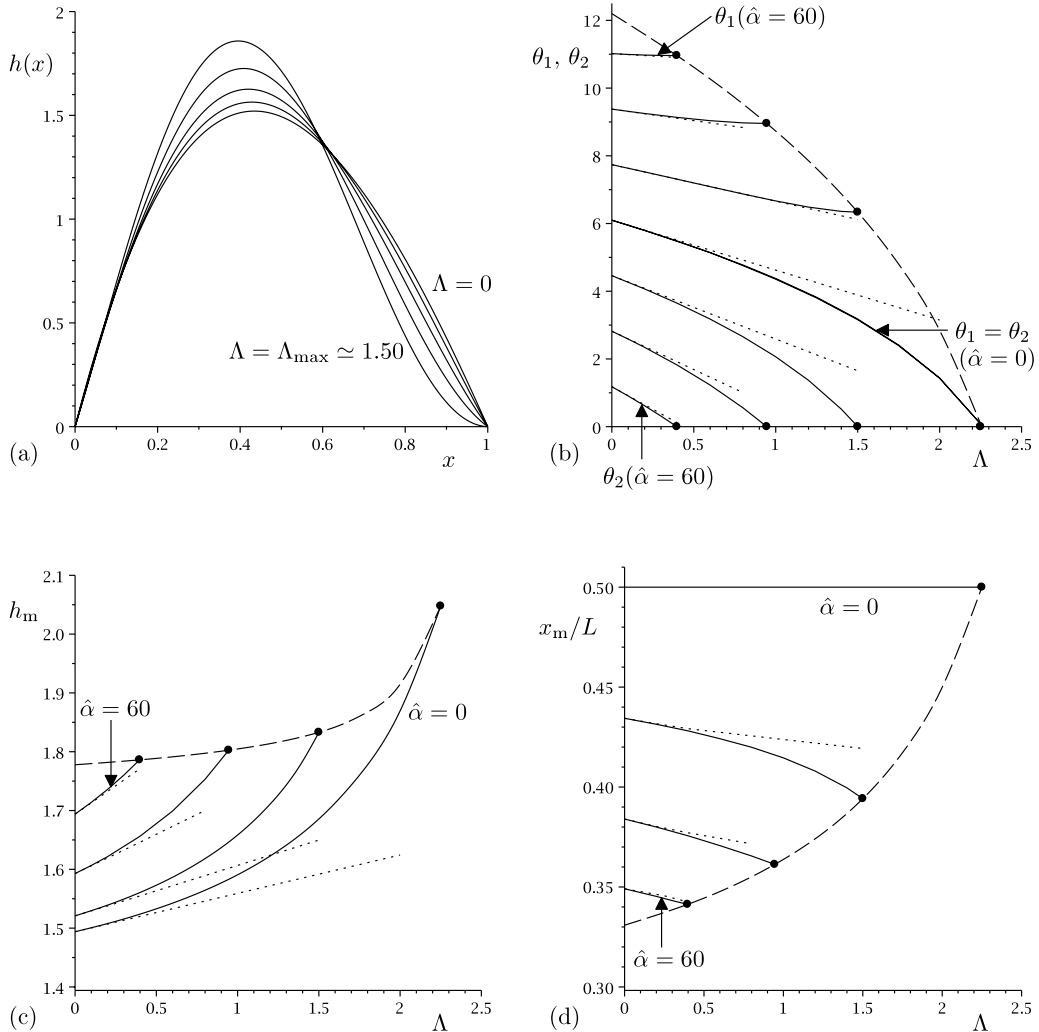 2
h(x)
1.5
1
Λ = 0
0.5
Λ = Λmax ≃ 1.50
0
0 0.2 0.4 0.6 0.8 1
(a)
x
12
θ1(α̂ = 60)
θ1, θ2
10
8
6
4
θ1 = θ2
(α̂ = 0)
2
0
0 0.5 1 1.5 2 2.5
(b)
Λ
θ2(α̂ = 60)
2.1
hm
2.0
1.9
α̂ = 60
α̂ = 0
1.8
1.7
1.6
1.5
1.4
0 0.5 1 1.5 2 2.5
(c)
Λ
0.50
α̂ = 0
xm/L
0.45
0.40
0.35
α̂ = 60
0.30
0 0.5 1 1.5 2 2.5
(d)
Λ